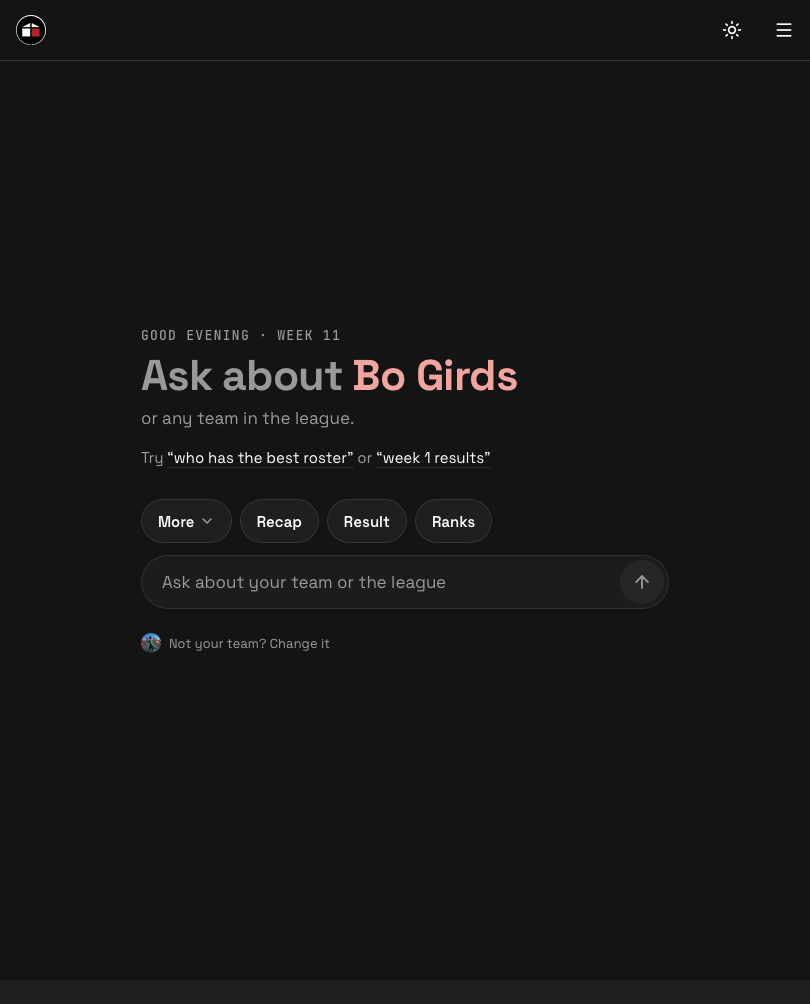 GOOD EVENING · WEEK 11
Ask about Bo Girds
or any team in the league.
Try “who has the best roster” or “week 1 results”
More Recap Result Ranks
Ask about your team or the league
Not your team? Change it